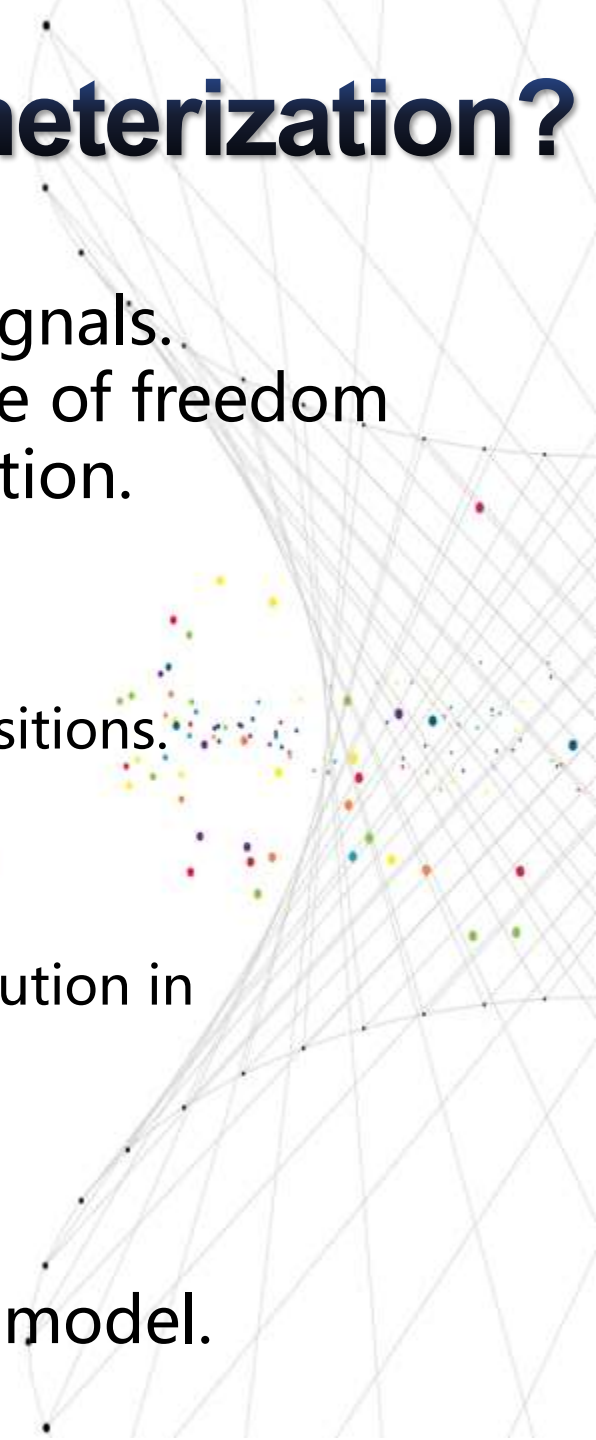 neterization?
gnals.
e of freedom
tion.
sitions.
ution in
model.